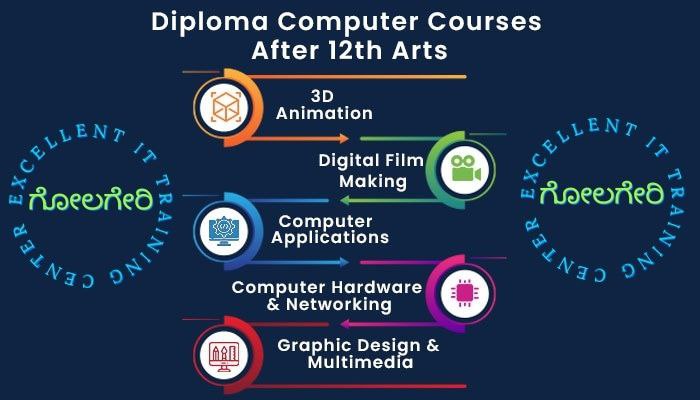 Diploma Computer Courses
After 12th Arts
3D
Animation
Digital Film
Making
Computer
Applications
Computer Hardware
& Networking
Graphic Design &
Multimedia
EXCELLENT IT TRAINING CENTER
ಗೋಲಗೇರಿ
EXCELLENT IT TRAINING CENTER
ಗೋಲಗೇರಿ